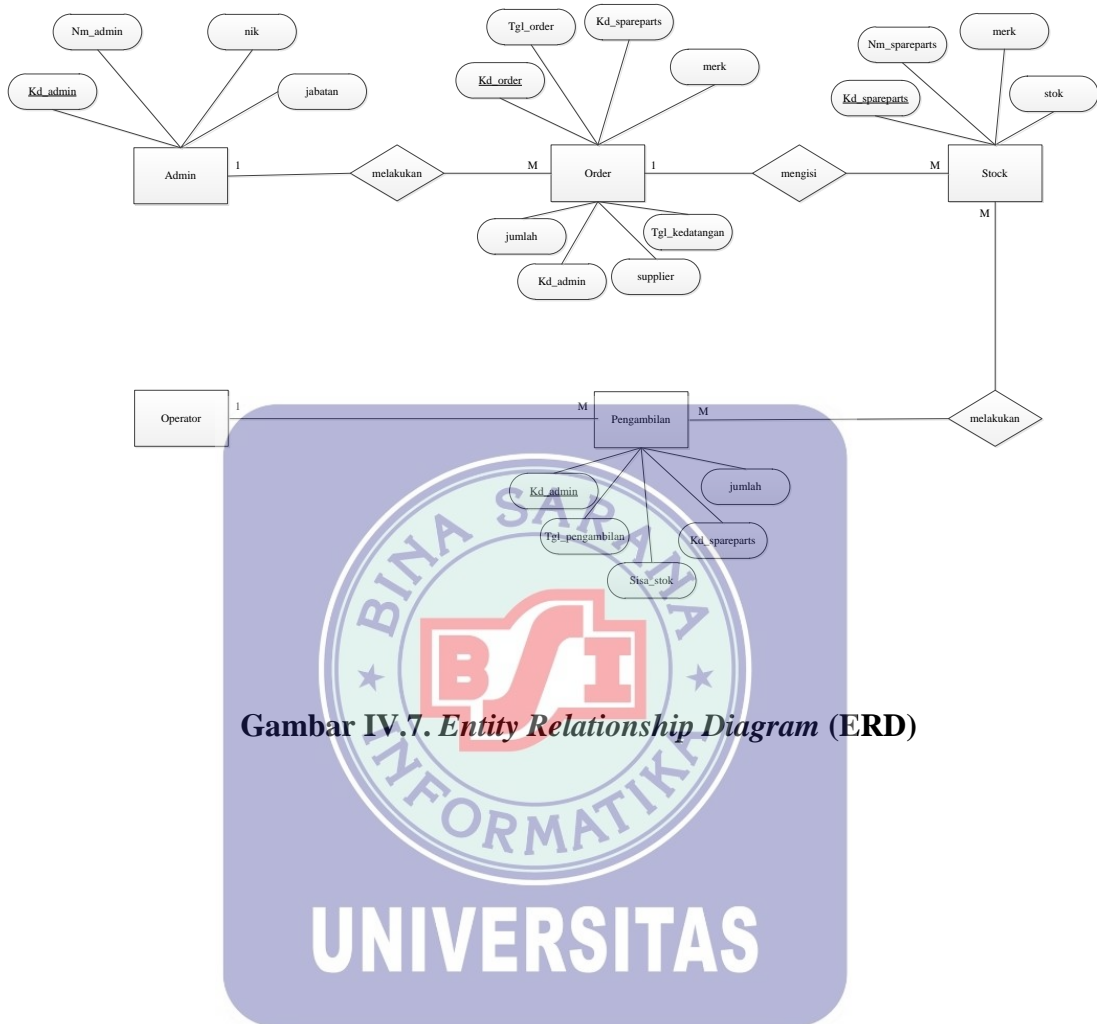 Nm_admin
nik
Kd_admin
jabatan
Admin
1
melakukan
M
Tgl_order
Kd_spareparts
Kd_order
merk
Order
jumlah
Tgl_kedatangan
Kd_admin
supplier
1
mengisi
M
Nm_spareparts
merk
Kd_spareparts
stok
Stock
M
melakukan
Operator
1
M
Pengambilan
M
Kd_admin
jumlah
Tgl_pengambilan
Kd_spareparts
Sisa_stok
BINA SARANA
BSI
Gambar IV.7. Entity Relationship Diagram (ERD)
INFORMATIKA
UNIVERSITAS